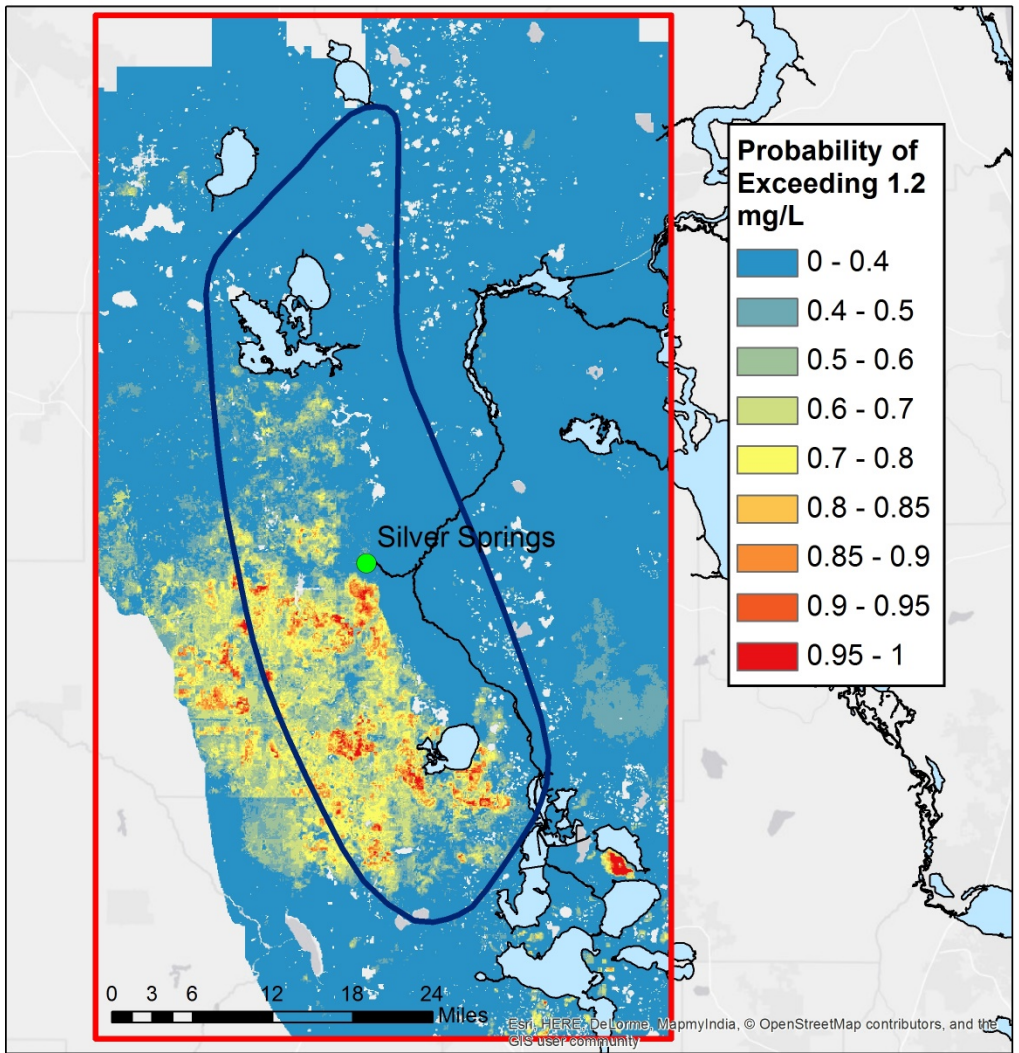 Probability of
Exceeding 1.2
mg/L
0 - 0.4
0.4 - 0.5
0.5 - 0.6
0.6 - 0.7
0.7 - 0.8
0.8 - 0.85
0.85 - 0.9
0.9 - 0.95
0.95 - 1
Silver Springs
0 3 6 12 18 24
Miles
Esri, HERE, DeLorme, MapmyIndia, © OpenStreetMap contributors, and the
GIS user community